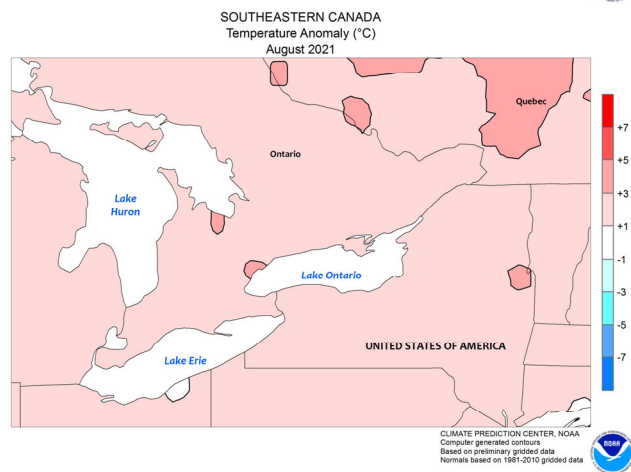 SOUTHEASTERN CANADA
Temperature Anomaly (°C)
August 2021
Quebec
Ontario
Lake
Huron
Lake Ontario
Lake Erie
UNITED STATES OF AMERICA
+7
+5
+3
+1
-1
-3
-5
-7
CLIMATE PREDICTION CENTER, NOAA
Computer generated contours
Based on preliminary gridded data
Normals based on 1981-2010 gridded data
NOAA